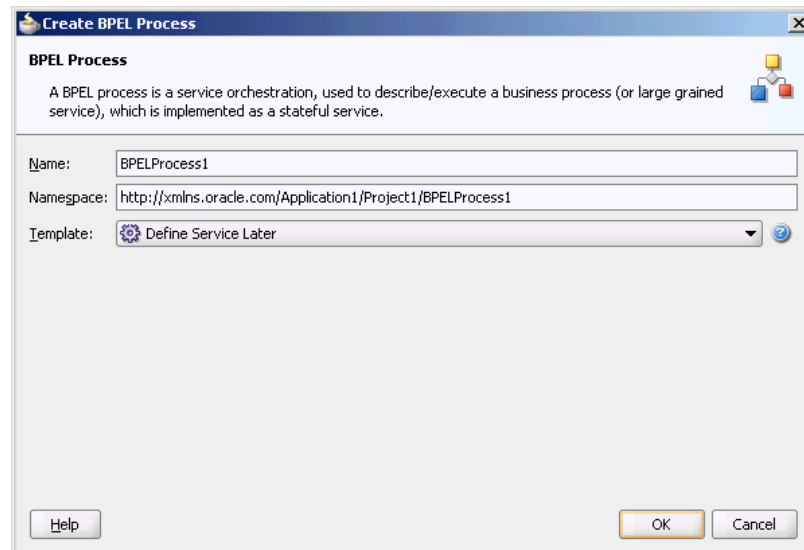 Create BPEL Process
BPEL Process
A BPEL process is a service orchestration, used to describe/execute a business process (or large grained
service), which is implemented as a stateful service.
Name: BPELProcess1
Namespace: http://xmlns.oracle.com/Application1/Project1/BPELProcess1
Template: Define Service Later
Help OK Cancel